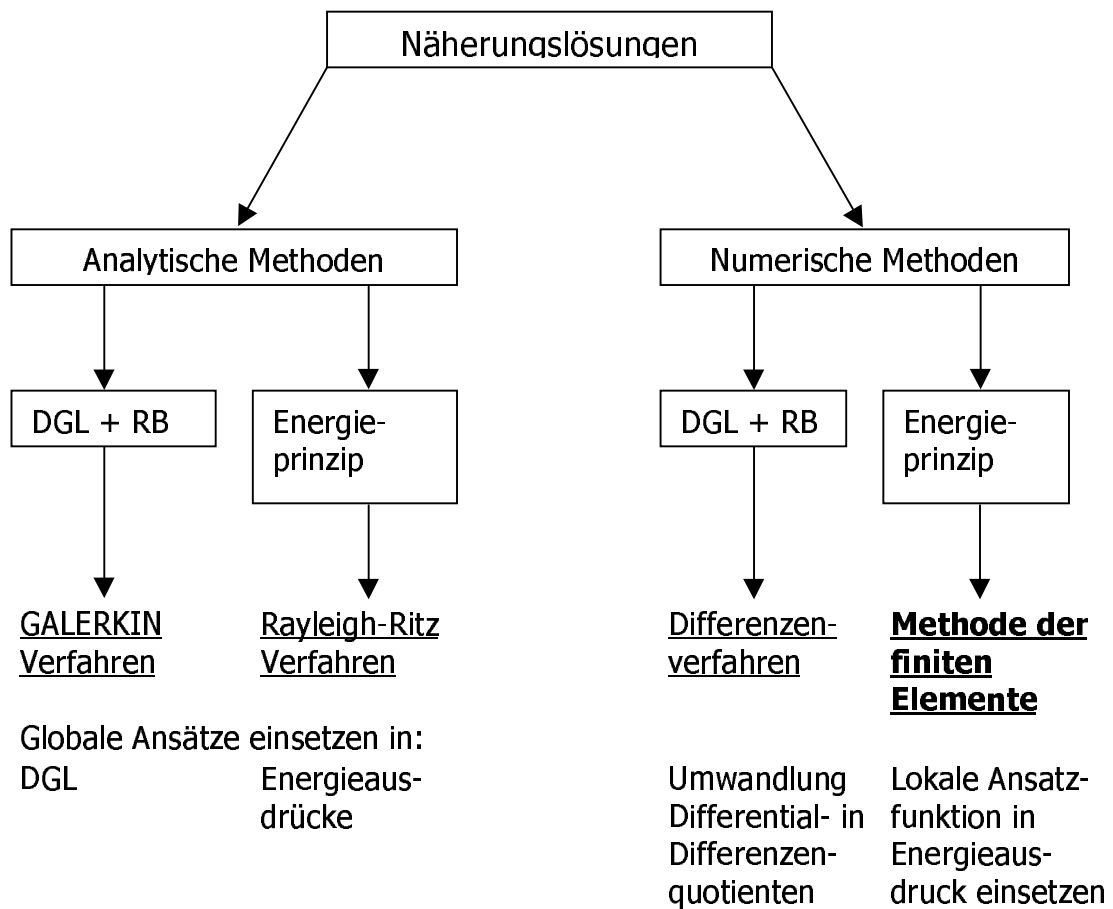 Näherungslösungen
Analytische Methoden
Numerische Methoden
DGL + RB
Energie-
prinzip
DGL + RB
Energie-
prinzip
GALERKIN
Verfahren
Rayleigh-Ritz
Verfahren
Differenzen-
verfahren
Methode der
finiten
Elemente
Globale Ansätze einsetzen in:
DGL
Energieaus-
drücke
Umwandlung
Differential- in
Differenzen-
quotienten
Lokale Ansatz-
funktion in
Energieaus-
druck einsetzen